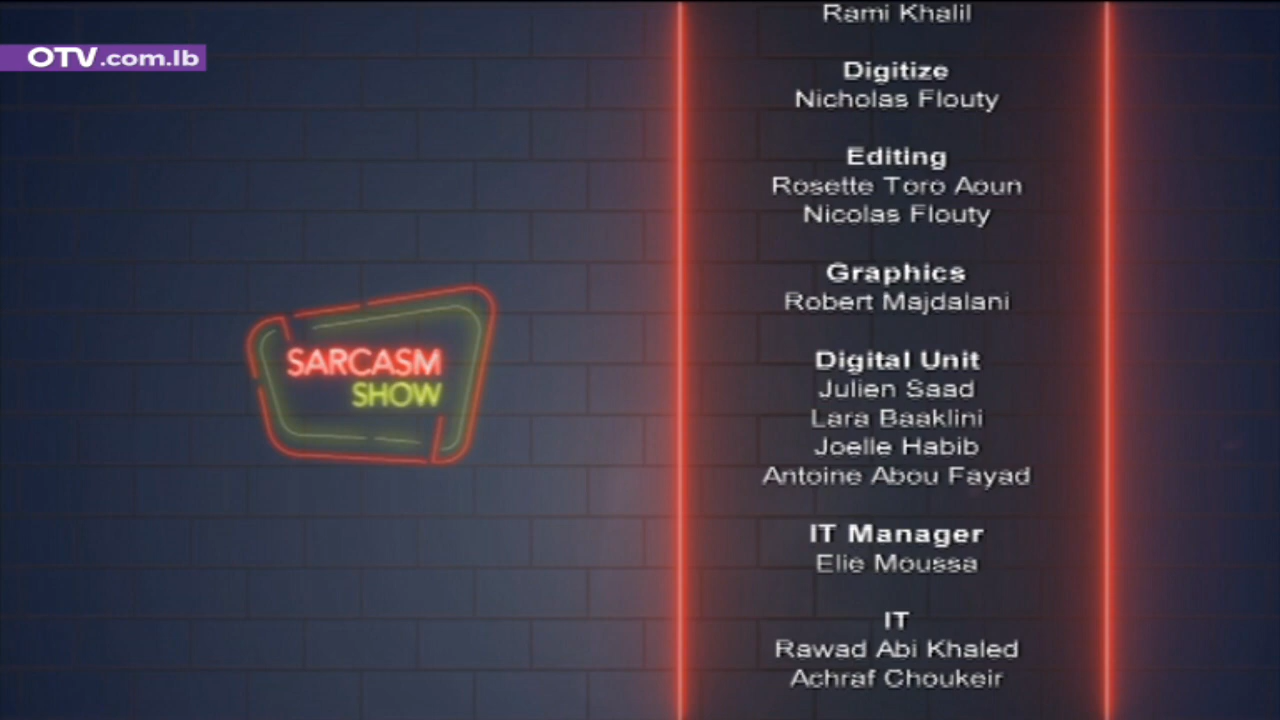 OTV.com.lb
Rami Khalil
Digitize
Nicholas Flouty
Editing
Rosette Toro Aoun
Nicolas Flouty
Graphics
Robert Majdalani
Digital Unit
Julien Saad
Lara Baaklini
Joelle Habib
Antoine Abou Fayad
IT Manager
Elie Moussa
IT
Rawad Abi Khaled
Achraf Choukeir
SARCASM
SHOW